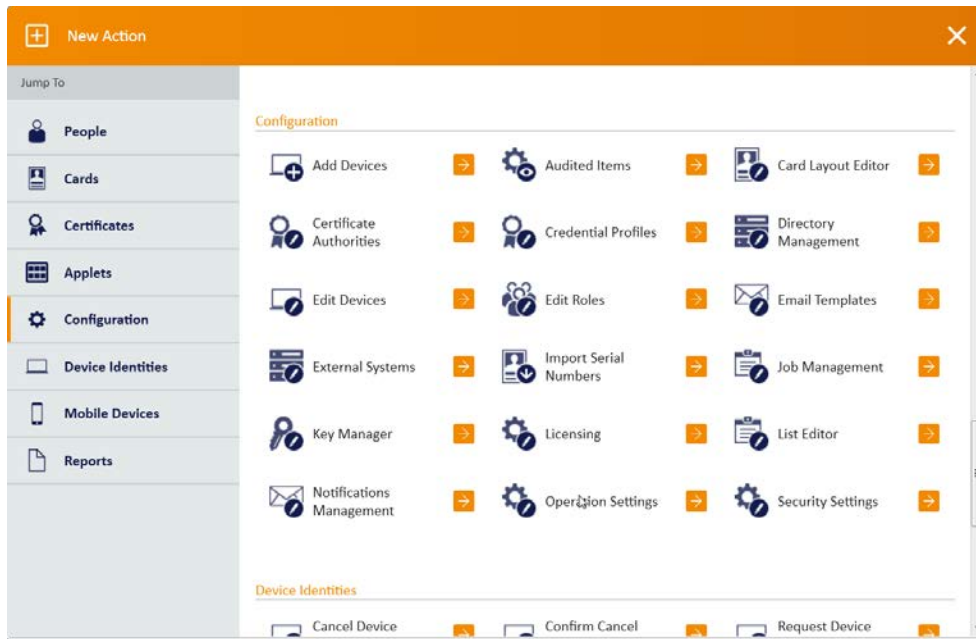 New Action
Jump To
People
Cards
Certificates
Applets
Configuration
Device Identities
Mobile Devices
Reports
Configuration
Add Devices
Audited Items
Card Layout Editor
Certificate
Authorities
Credential Profiles
Directory
Management
Edit Devices
Edit Roles
Email Templates
External Systems
Import Serial
Numbers
Job Management
Key Manager
Licensing
List Editor
Notifications
Management
Operation Settings
Security Settings
Device Identities
Cancel Device
Confirm Cancel
Request Device